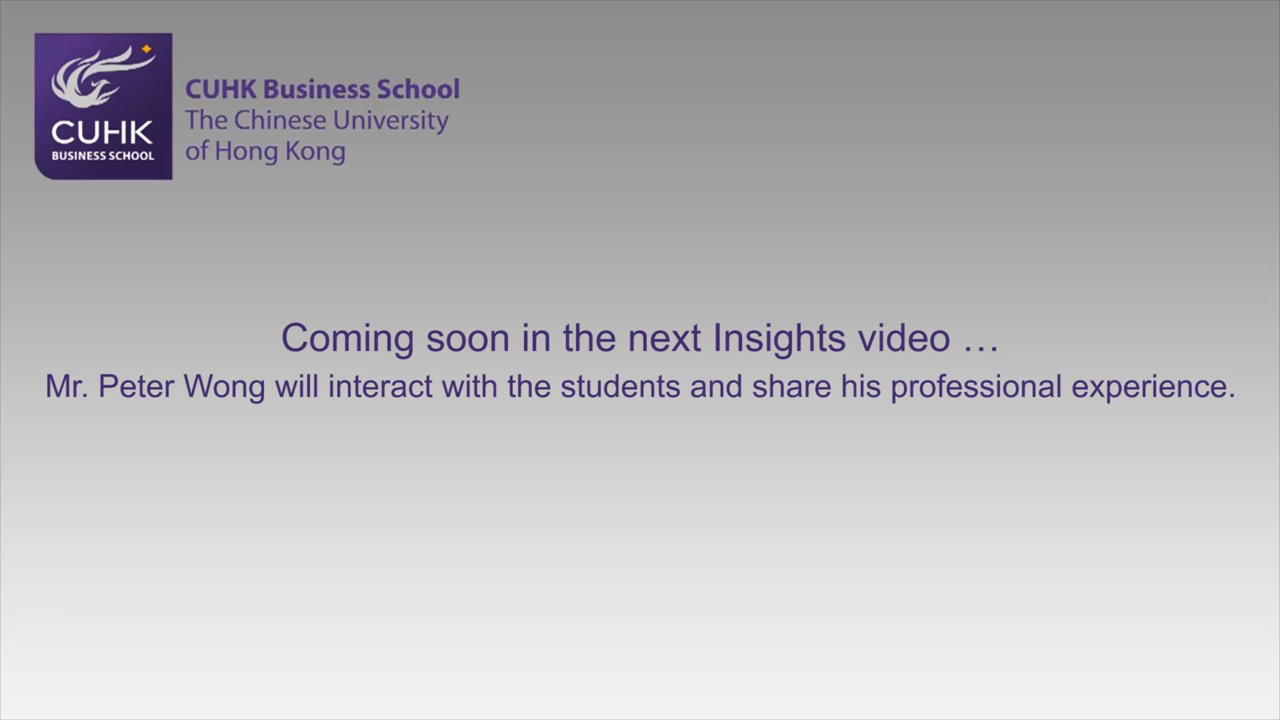 CUHK
BUSINESS SCHOOL
CUHK Business School
The Chinese University
of Hong Kong
Coming soon in the next Insights video …
Mr. Peter Wong will interact with the students and share his professional experience.